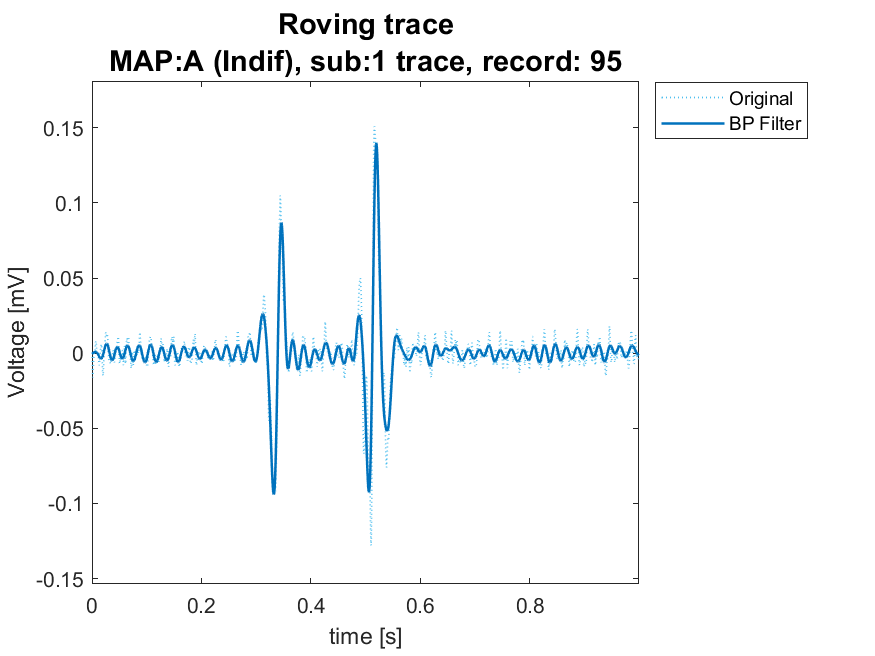 Roving trace
MAP:A (Indif), sub:1 trace, record: 95
Original
BP Filter
0.15
0.1
0.05
0
-0.05
-0.1
-0.15
Voltage [mV]
0
0.2
0.4
0.6
0.8
time [s]